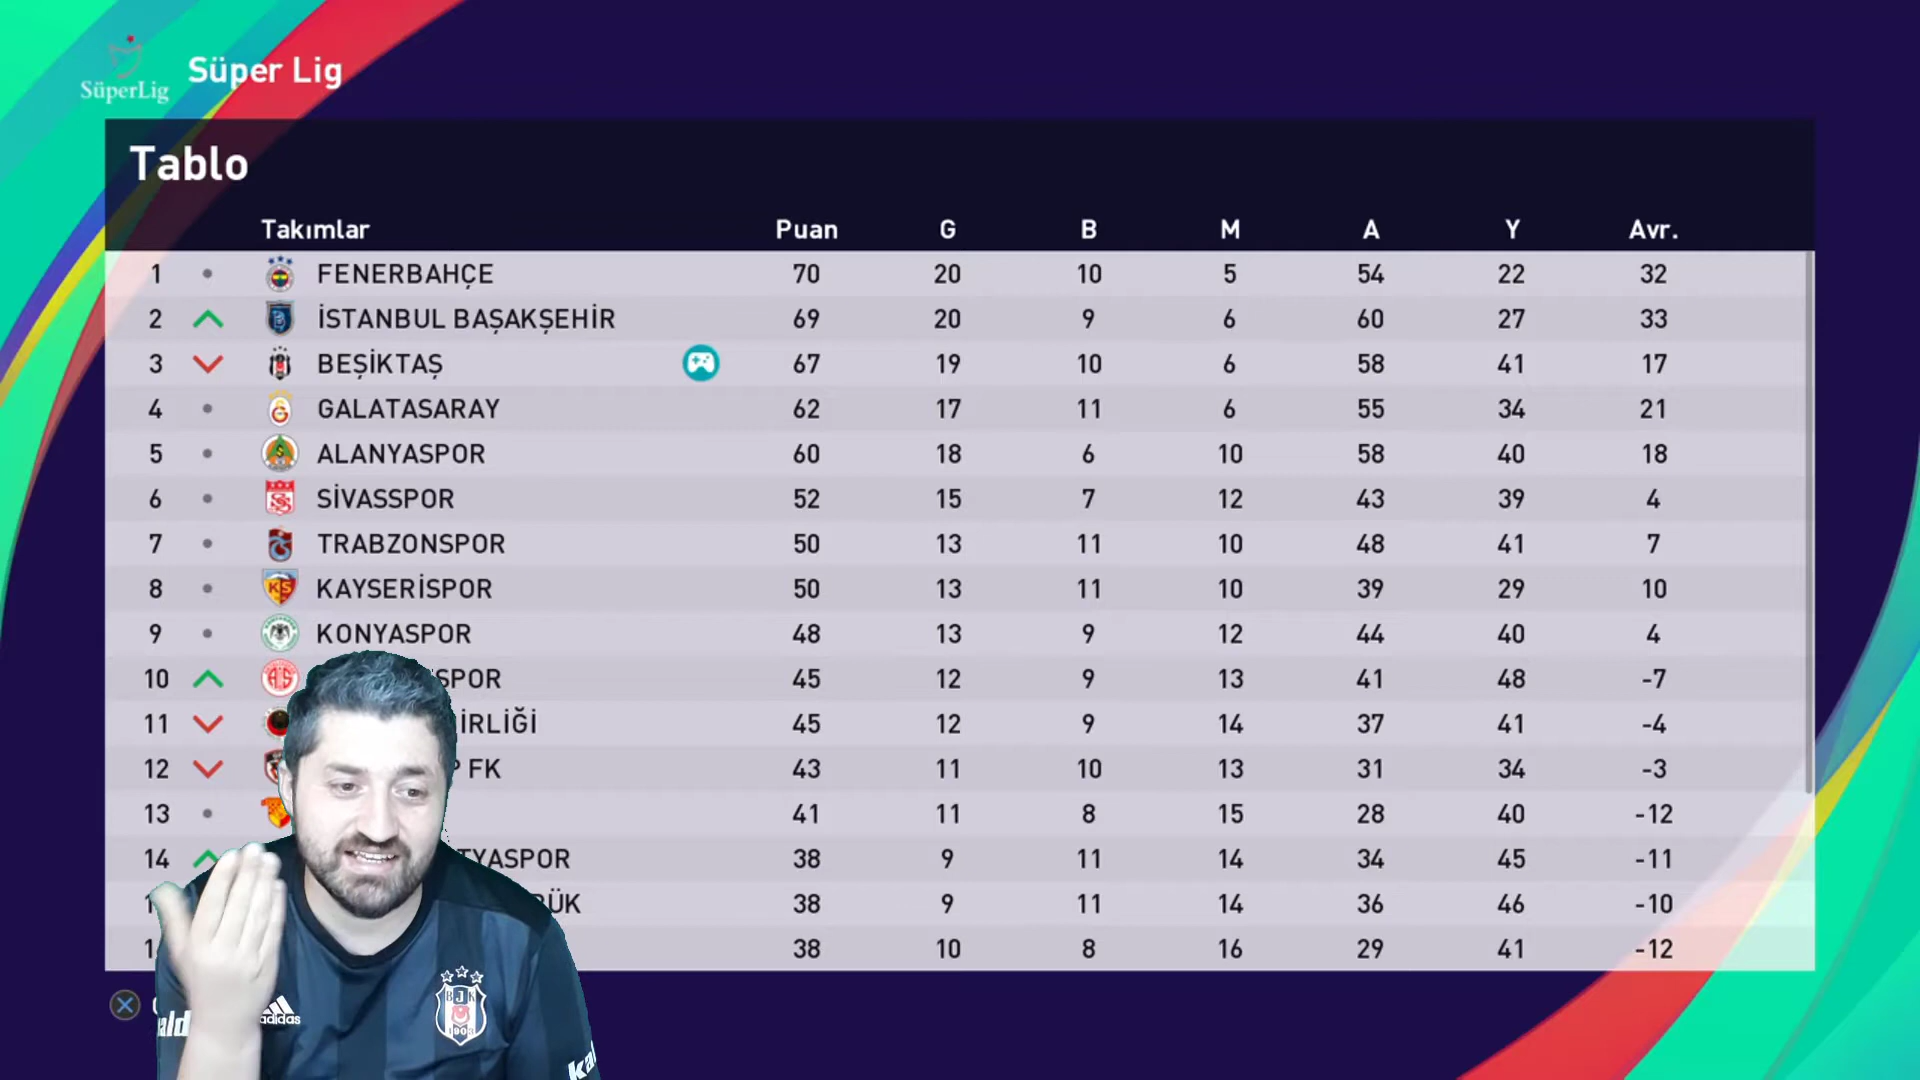 SüperLig
Süper Lig
Tablo
Takımlar Puan G B M A Y Avr.
1 FENERBAHÇE 70 20 10 5 54 22 32
2 İSTANBUL BAŞAKŞEHİR 69 20 9 6 60 27 33
3 BEŞİKTAŞ 67 19 10 6 58 41 17
4 GALATASARAY 62 17 11 6 55 34 21
5 ALANYASPOR 60 18 6 10 58 40 18
6 SİVASSPOR 52 15 7 12 43 39 4
7 TRABZONSPOR 50 13 11 10 48 41 7
8 KAYSERİSPOR 50 13 11 10 39 29 10
9 KONYASPOR 48 13 9 12 44 40 4
10 SPOR 45 12 9 13 41 48 -7
11 İRLİĞİ 45 12 9 14 37 41 -4
12 FK 43 11 10 13 31 34 -3
13 41 11 8 15 28 40 -12
14 TYASPOR 38 9 11 14 34 45 -11
BÜK 38 9 11 14 36 46 -10
38 10 8 16 29 41 -12
adidas
BJK
1903